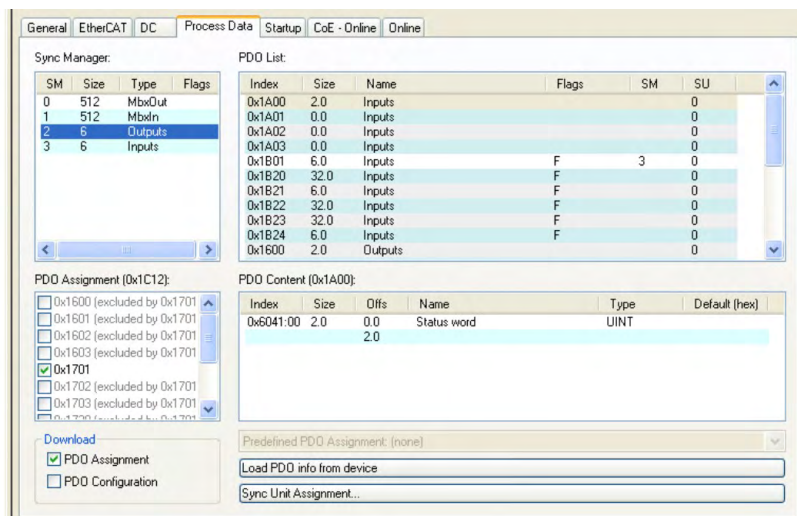 General EtherCAT DC Process Data Startup CoE - Online Online
Sync Manager:
SM Size Type Flags
0 512 MbxOut
1 512 MbxIn
2 6 Outputs
3 6 Inputs
PDO List:
Index Size Name Flags SM SU
0x1A00 2.0 Inputs 0
0x1A01 0.0 Inputs 0
0x1A02 0.0 Inputs 0
0x1A03 0.0 Inputs 0
0x1B01 6.0 Inputs F 3 0
0x1B20 32.0 Inputs F 0
0x1B21 6.0 Inputs F 0
0x1B22 32.0 Inputs F 0
0x1B23 32.0 Inputs F 0
0x1B24 6.0 Inputs F 0
0x1600 2.0 Outputs 0
PDO Assignment (0x1C12):
0x1600 (excluded by 0x1701
0x1601 (excluded by 0x1701
0x1602 (excluded by 0x1701
0x1603 (excluded by 0x1701
0x1701
0x1702 (excluded by 0x1701
0x1703 (excluded by 0x1701
PDO Content (0x1A00):
Index Size Offs Name Type Default (hex)
0x6041:00 2.0 0.0 Status word UINT
2.0
Download
PDO Assignment
PDO Configuration
Predefined PDO Assignment: (none)
Load PDO info from device
Sync Unit Assignment...